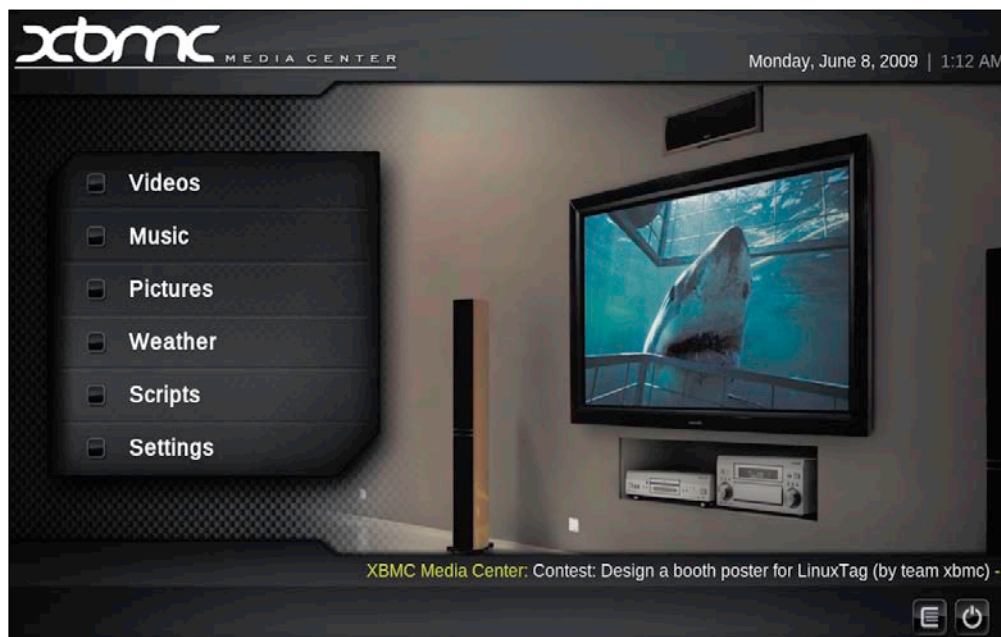 xbmc MEDIA CENTER
Monday, June 8, 2009 | 1:12 AM
Videos
Music
Pictures
Weather
Scripts
Settings
XBMC Media Center: Contest: Design a booth poster for LinuxTag (by team xbmc) -